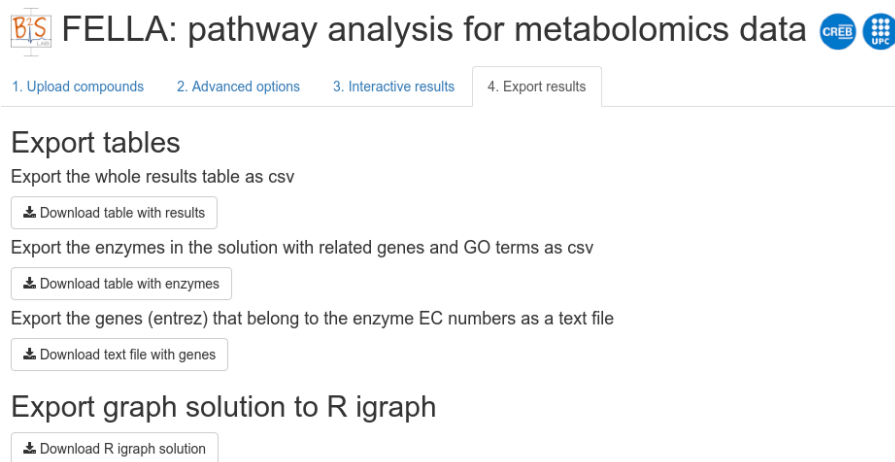 B2S LAB FELLA: pathway analysis for metabolomics data CREB UPC
1. Upload compounds 2. Advanced options 3. Interactive results 4. Export results
Export tables
Export the whole results table as csv
Download table with results
Export the enzymes in the solution with related genes and GO terms as csv
Download table with enzymes
Export the genes (entrez) that belong to the enzyme EC numbers as a text file
Download text file with genes
Export graph solution to R igraph
Download R igraph solution